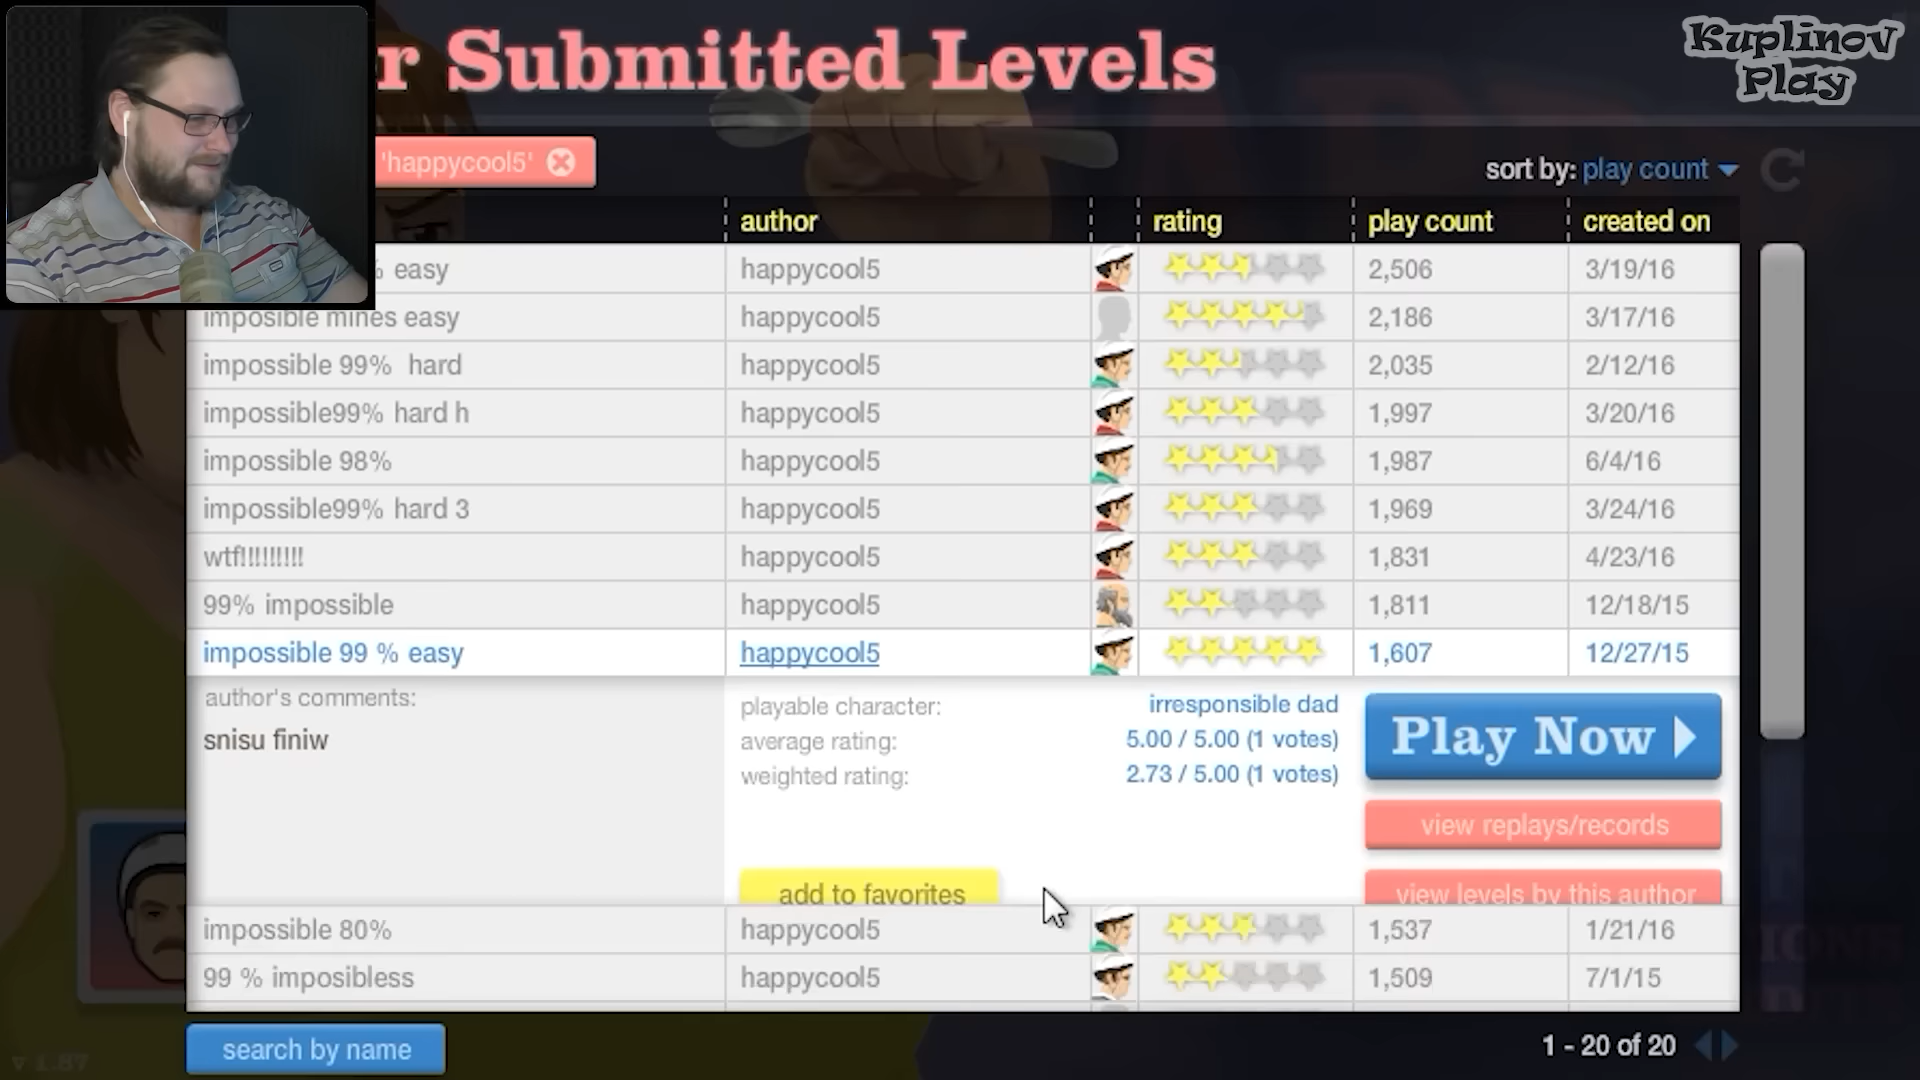 Kuplinov
Play
r Submitted Levels
'happycool5'
sort by: play count
author rating play count created on
% easy happycool5 2,506 3/19/16
imposible mines easy happycool5 2,186 3/17/16
impossible 99% hard happycool5 2,035 2/12/16
impossible99% hard h happycool5 1,997 3/20/16
impossible 98% happycool5 1,987 6/4/16
impossible99% hard 3 happycool5 1,969 3/24/16
wtf!!!!!!!!! happycool5 1,831 4/23/16
99% impossible happycool5 1,811 12/18/15
impossible 99 % easy happycool5 1,607 12/27/15
author's comments:
snisu finiw
playable character: irresponsible dad
average rating: 5.00 / 5.00 (1 votes)
weighted rating: 2.73 / 5.00 (1 votes)
Play Now
view replays/records
add to favorites
view levels by this author
impossible 80% happycool5 1,537 1/21/16
99 % imposibless happycool5 1,509 7/1/15
search by name
1 - 20 of 20
v 1.87